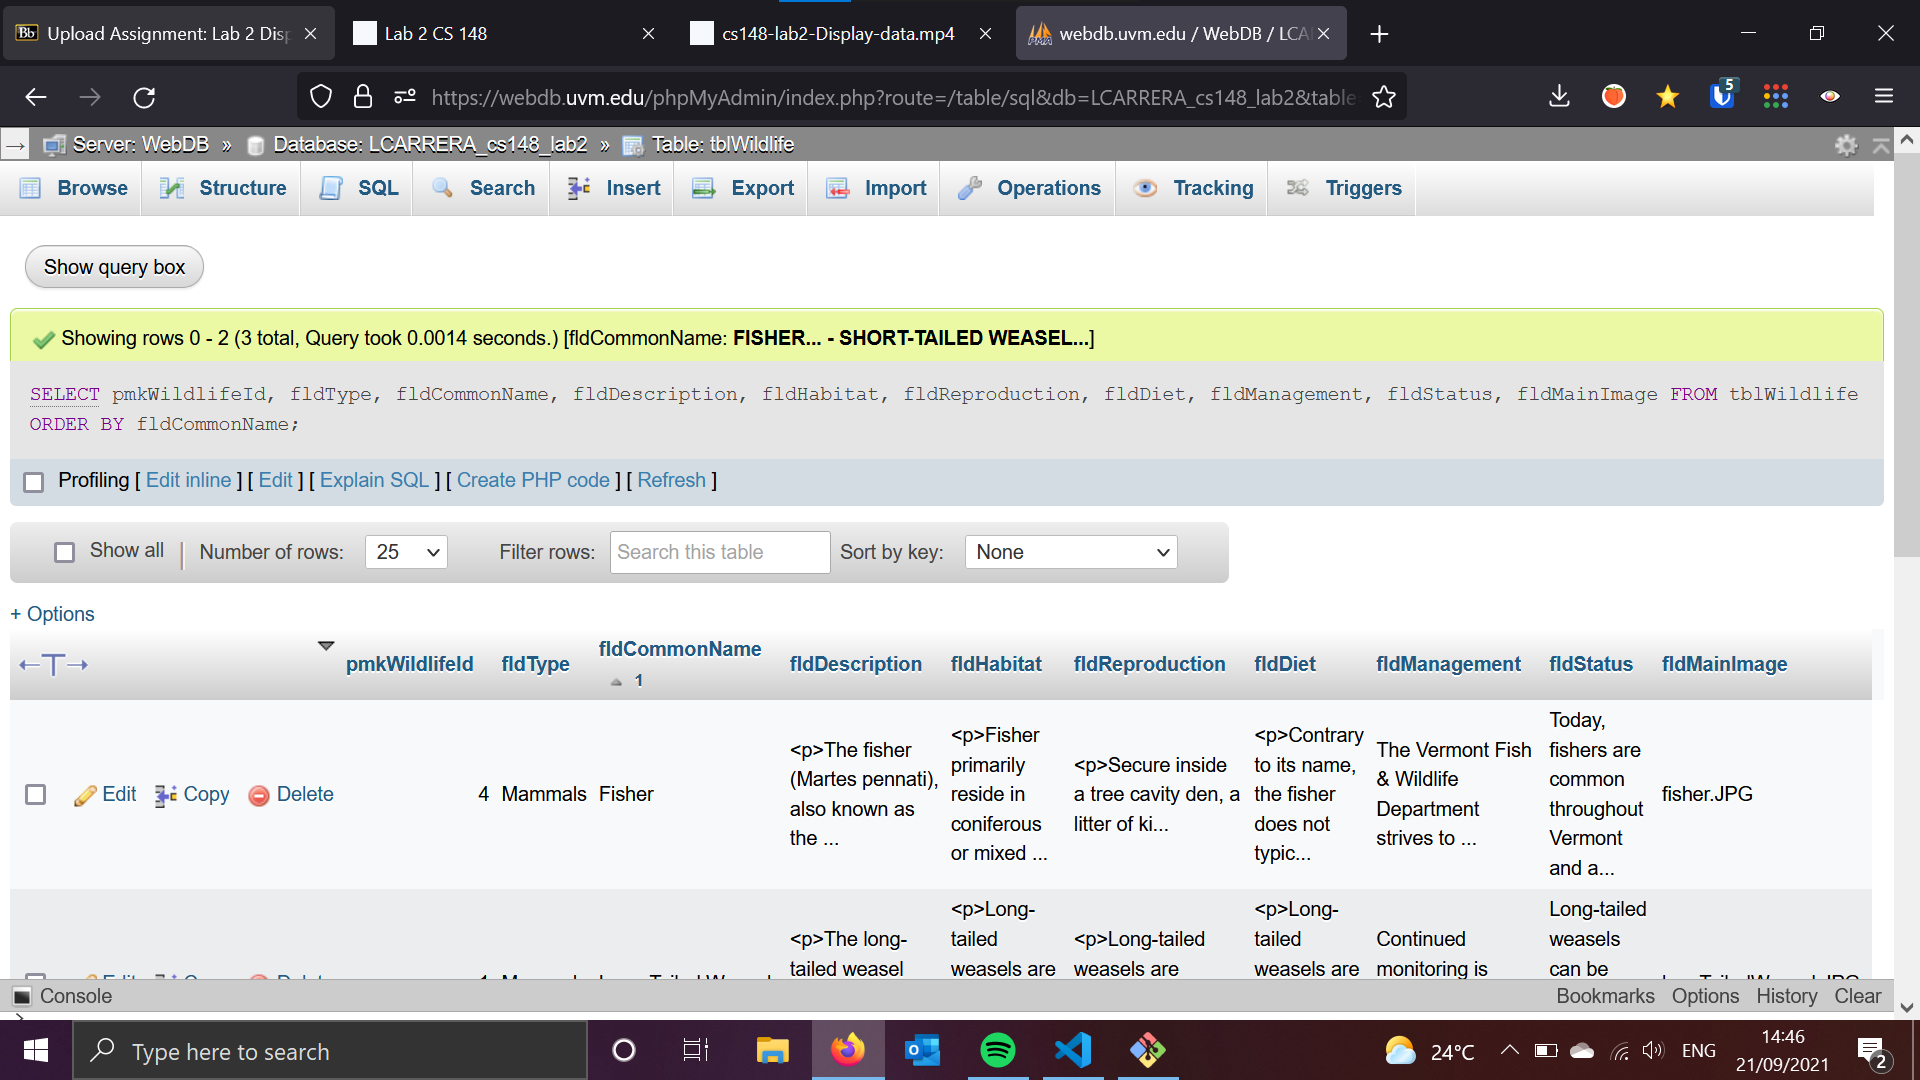 Upload Assignment: Lab 2 Disp
Lab 2 CS 148
cs148-lab2-Display-data.mp4
webdb.uvm.edu / WebDB / LCA
https://webdb.uvm.edu/phpMyAdmin/index.php?route=/table/sql&db=LCARRERA_cs148_lab2&table
5
Server: WebDB » Database: LCARRERA_cs148_lab2 » Table: tblWildlife
Browse Structure SQL Search Insert Export Import Operations Tracking Triggers
Show query box
Showing rows 0 - 2 (3 total, Query took 0.0014 seconds.) [fldCommonName: FISHER... - SHORT-TAILED WEASEL...]
SELECT pmkWildlifeId, fldType, fldCommonName, fldDescription, fldHabitat, fldReproduction, fldDiet, fldManagement, fldStatus, fldMainImage FROM tblWildlife
ORDER BY fldCommonName;
Profiling [ Edit inline ] [ Edit ] [ Explain SQL ] [ Create PHP code ] [ Refresh ]
Show all Number of rows: 25 Filter rows: Search this table Sort by key: None
+ Options
pmkWildlifeId fldType fldCommonName 1 fldDescription fldHabitat fldReproduction fldDiet fldManagement fldStatus fldMainImage
Edit Copy Delete
4
Mammals
Fisher
<p>The fisher
(Martes pennati),
also known as
the ...
<p>Fisher
primarily
reside in
coniferous
or mixed ...
<p>Secure inside
a tree cavity den, a
litter of ki...
<p>Contrary
to its name,
the fisher
does not
typic...
The Vermont Fish
& Wildlife
Department
strives to ...
Today,
fishers are
common
throughout
Vermont
and a...
fisher.JPG
<p>The long-
tailed weasel
<p>Long-
tailed
weasels are
<p>Long-tailed
weasels are
<p>Long-
tailed
weasels are
Continued
monitoring is
Long-tailed
weasels
can be
Console
Bookmarks Options History Clear
>
Type here to search
24°C
ENG
14:46
21/09/2021
2